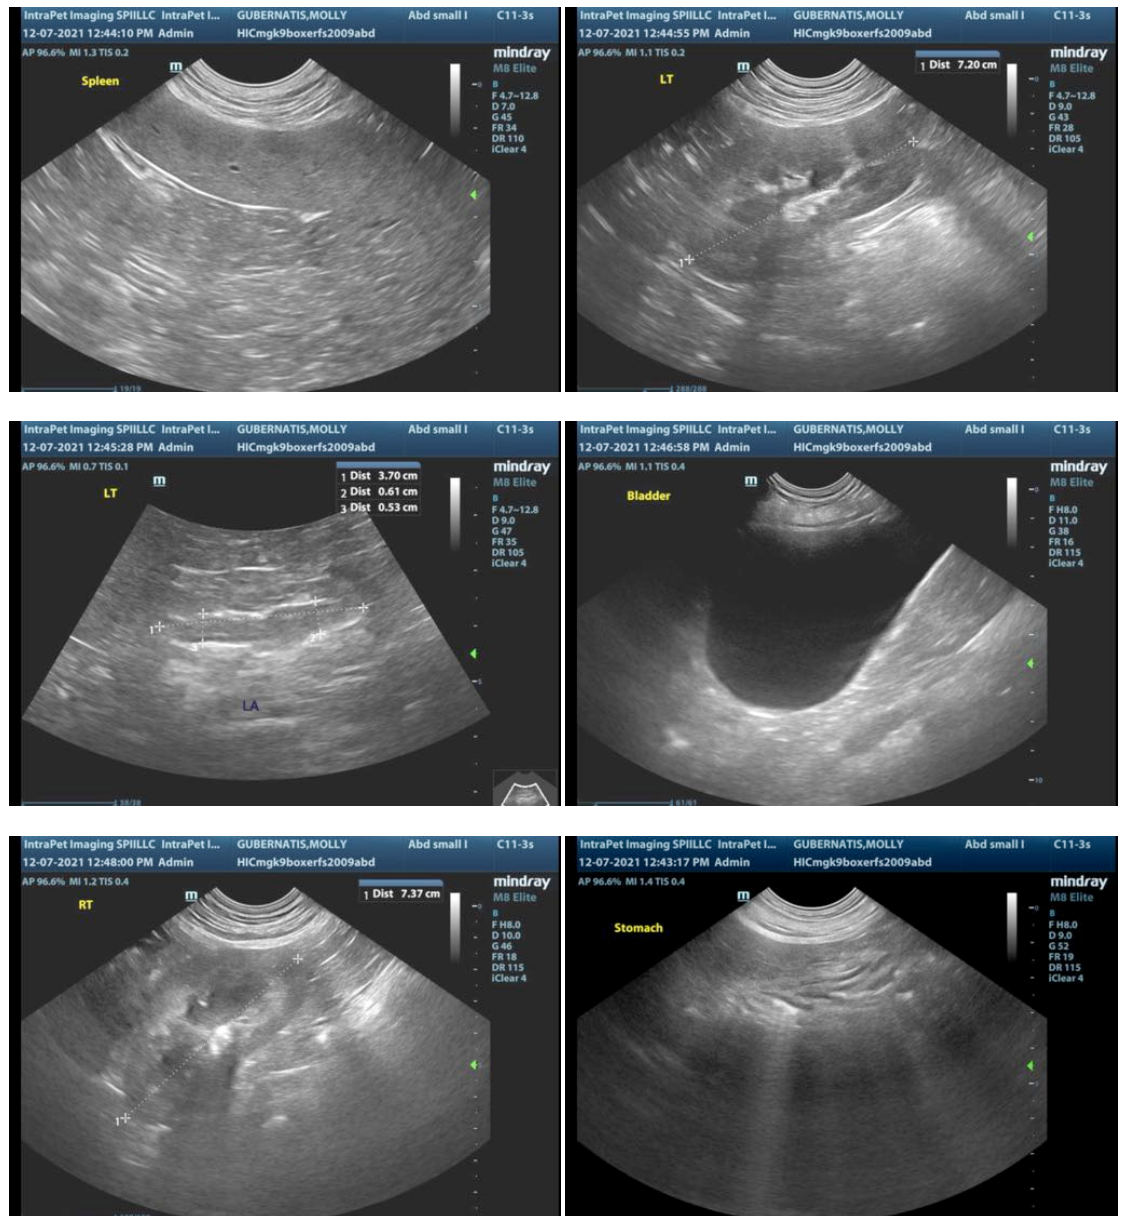 IntraPet Imaging SPIILLC IntraPet I... GUBERNATIS,MOLLY Abd small I C11-3s
12-07-2021 12:44:10 PM Admin HICmgk9boxerfs2009abd
AP 96.6% MI 1.3 TIS 0.2 mindray
M8 Elite
Spleen
m
B
F 4.7~12.8
D 7.0
G 45
FR 34
DR 110
iClear 4
19/19
IntraPet Imaging SPIILLC IntraPet I... GUBERNATIS,MOLLY Abd small I C11-3s
12-07-2021 12:44:55 PM Admin HICmgk9boxerfs2009abd
AP 96.6% MI 1.1 TIS 0.2 mindray
1 Dist 7.20 cm
M8 Elite
LT
m
B
F 4.7~12.8
D 9.0
G 43
FR 28
DR 105
iClear 4
1
288/288
IntraPet Imaging SPIILLC IntraPet I... GUBERNATIS,MOLLY Abd small I C11-3s
12-07-2021 12:45:28 PM Admin HICmgk9boxerfs2009abd
AP 96.6% MI 0.7 TIS 0.1 mindray
1 Dist 3.70 cm
2 Dist 0.61 cm
3 Dist 0.53 cm
M8 Elite
LT
m
B
F 4.7~12.8
D 9.0
G 47
FR 35
DR 105
iClear 4
1
3
2
5
LA
38/38
IntraPet Imaging SPIILLC IntraPet I... GUBERNATIS,MOLLY Abd small I C11-3s
12-07-2021 12:46:58 PM Admin HICmgk9boxerfs2009abd
AP 96.6% MI 1.1 TIS 0.4 mindray
M8 Elite
Bladder
m
B
F H8.0
D 11.0
G 38
FR 16
DR 115
iClear 4
10
61/61
IntraPet Imaging SPIILLC IntraPet I... GUBERNATIS,MOLLY Abd small I C11-3s
12-07-2021 12:48:00 PM Admin HICmgk9boxerfs2009abd
AP 96.6% MI 1.2 TIS 0.4 mindray
1 Dist 7.37 cm
M8 Elite
RT
m
B
F H8.0
D 10.0
G 46
FR 18
DR 115
iClear 4
1
IntraPet Imaging SPIILLC IntraPet I... GUBERNATIS,MOLLY Abd small I C11-3s
12-07-2021 12:43:17 PM Admin HICmgk9boxerfs2009abd
AP 96.6% MI 1.4 TIS 0.4 mindray
M8 Elite
Stomach
m
B
F H8.0
D 9.0
G 52
FR 19
DR 115
iClear 4